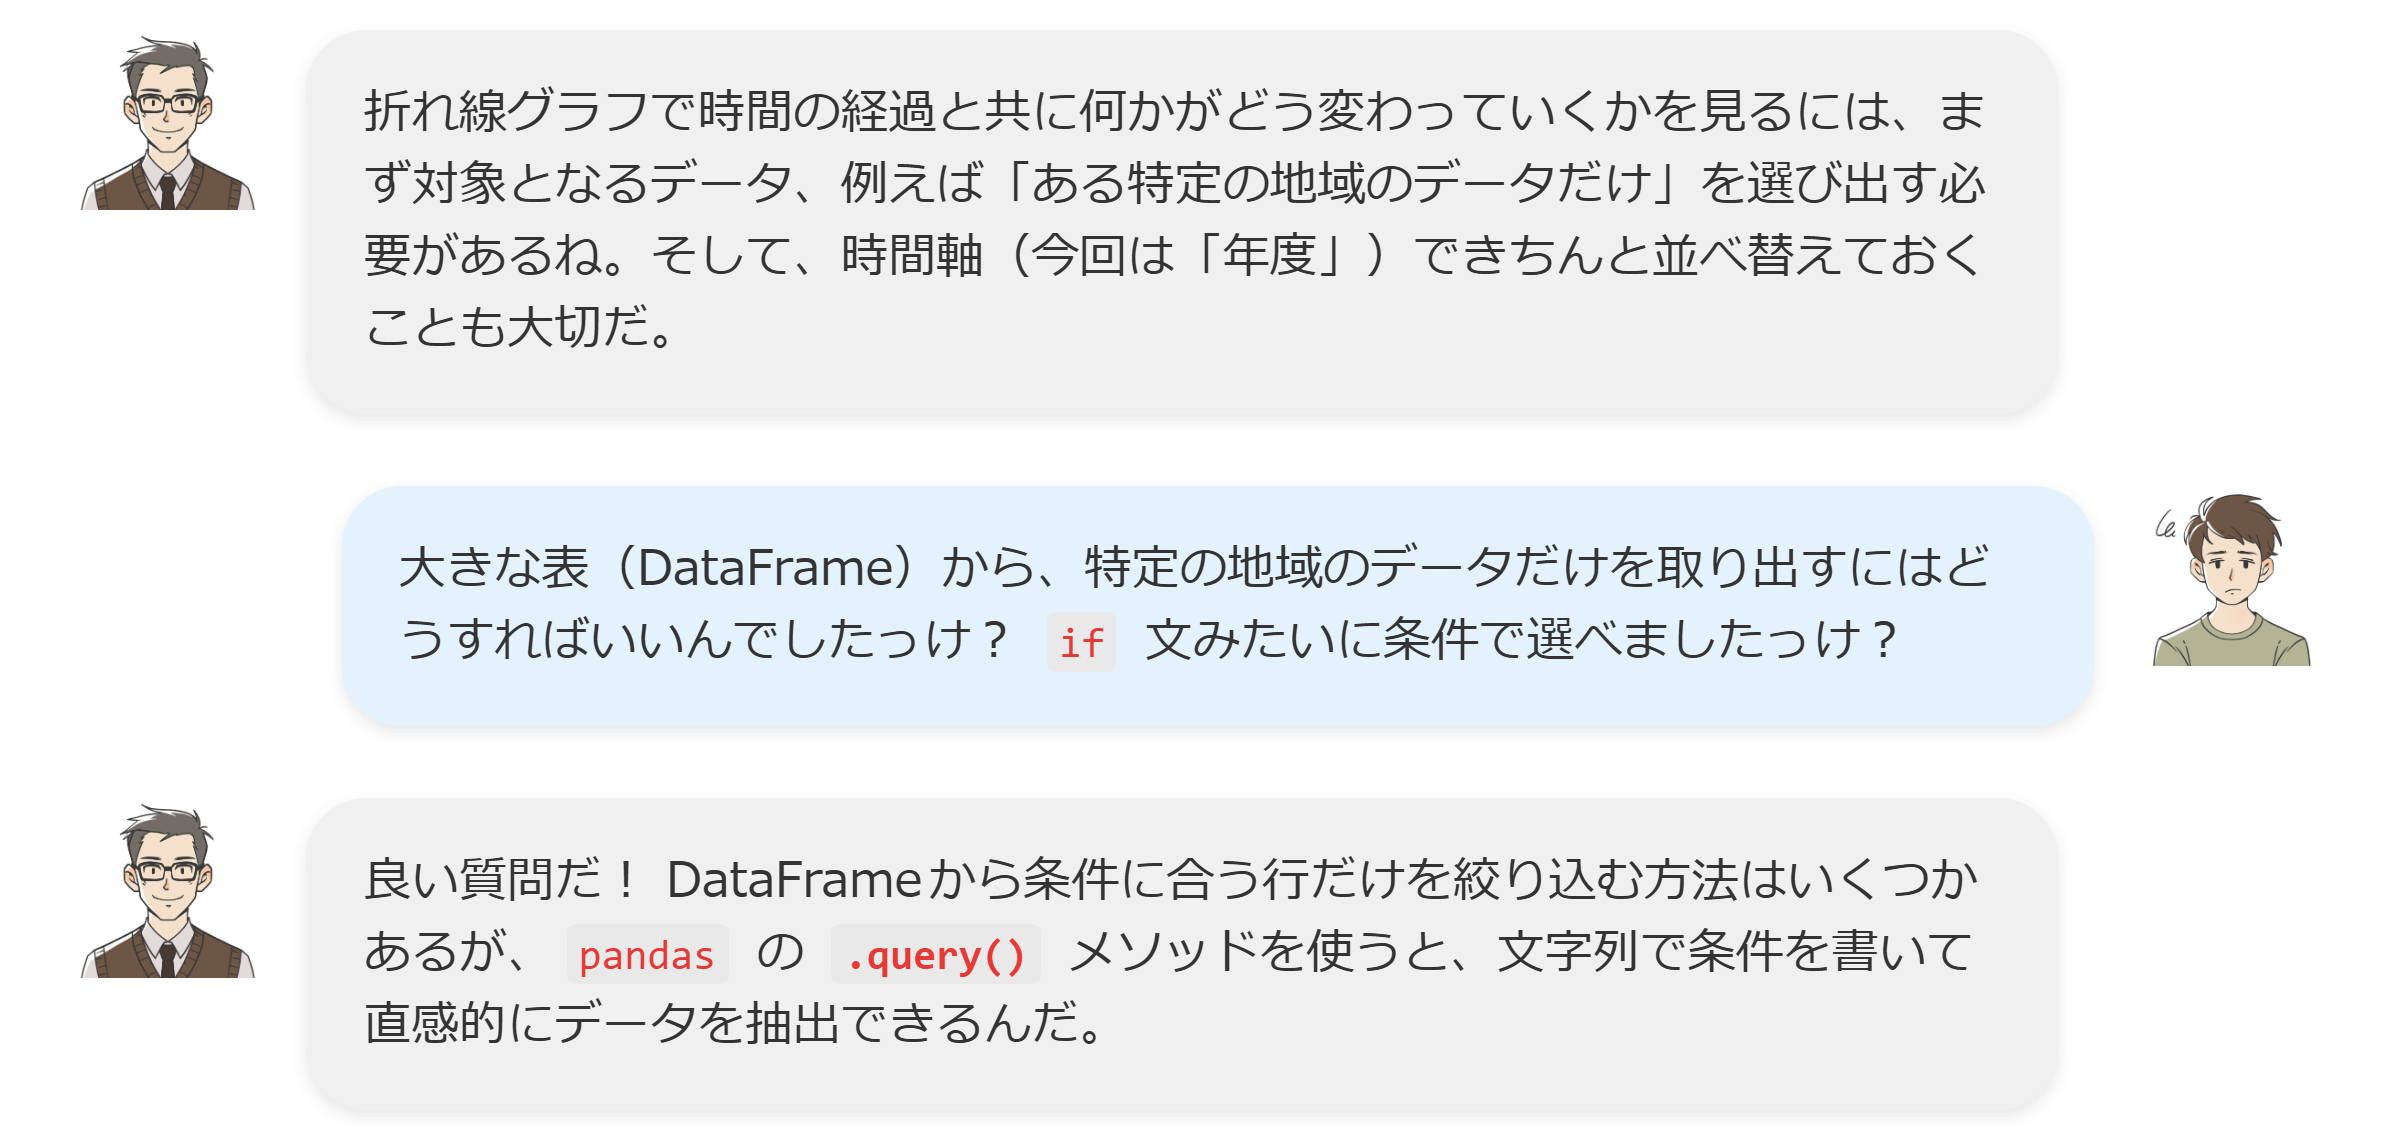 折れ線グラフで時間の経過と共に何かがどう変わっていくかを見るには、ま
ず対象となるデータ、例えば「ある特定の地域のデータだけ」を選び出す必
要があるね。そして、時間軸（今回は「年度」）できちんと並べ替えておく
ことも大切だ。
大きな表（DataFrame）から、特定の地域のデータだけを取り出すにはど
うすればいいんでしたっけ？ if 文みたいに条件で選べましたっけ？
良い質問だ！ DataFrameから条件に合う行だけを絞り込む方法はいくつか
あるが、 pandas の .query() メソッドを使うと、文字列で条件を書いて
直感的にデータを抽出できるんだ。